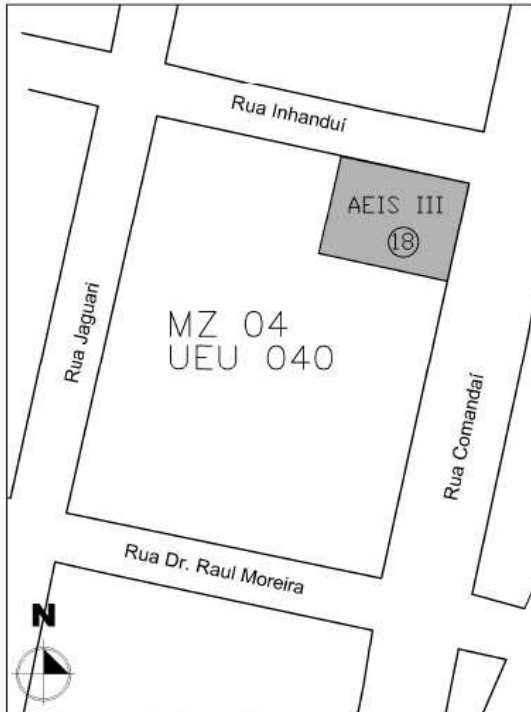 Rua Inhanduí
AEIS III
18
Rua Jaguari
MZ 04
UEU 040
Rua Comandaí
Rua Dr. Raul Moreira
N